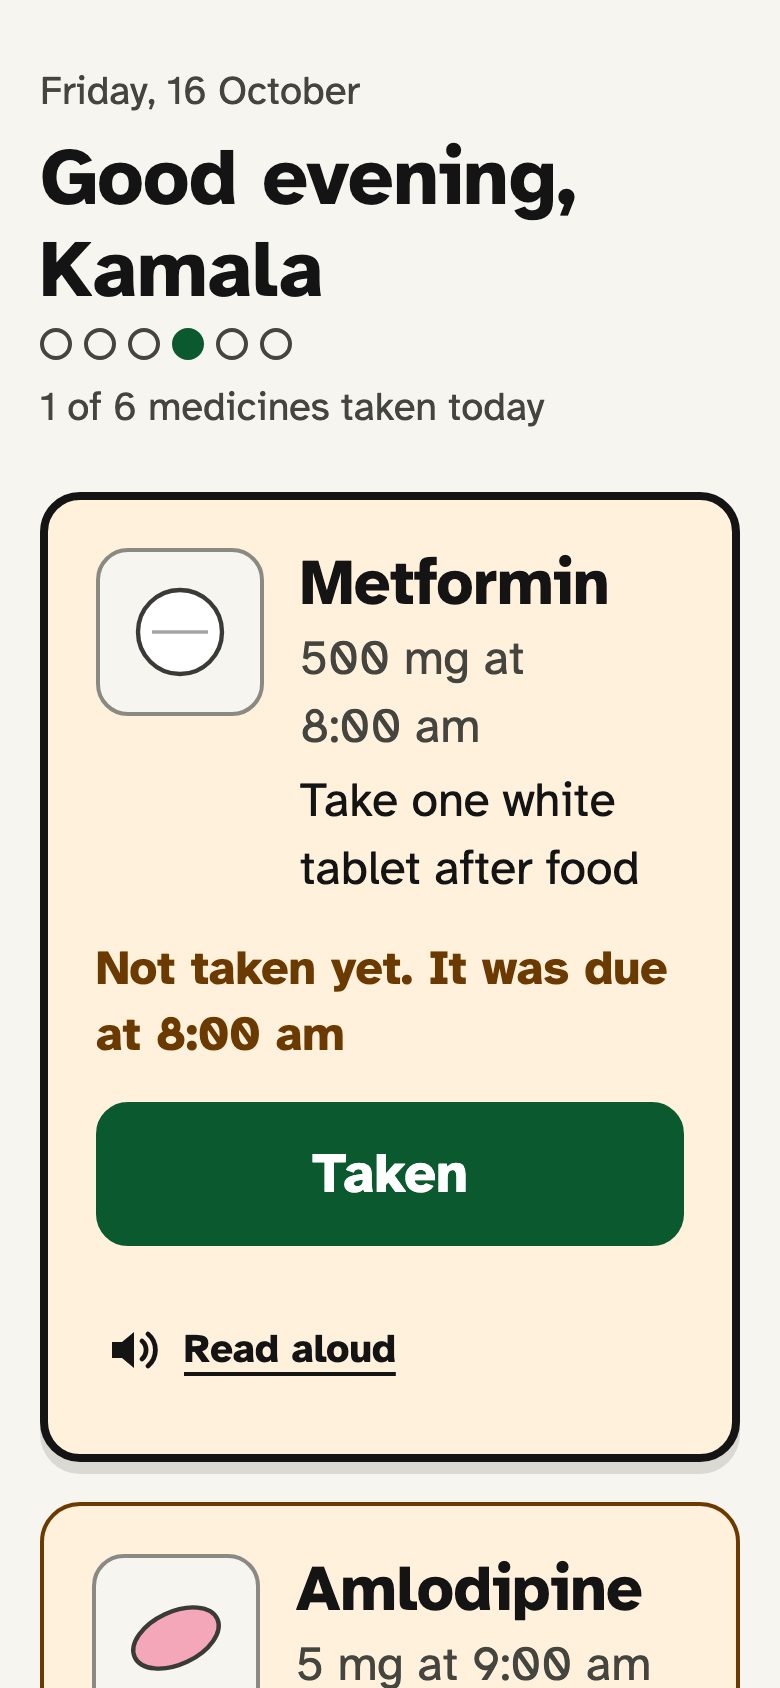 Friday, 16 October
Good evening,
Kamala
1 of 6 medicines taken today
Metformin
500 mg at
8:00 am
Take one white
tablet after food
Not taken yet. It was due
at 8:00 am
Taken
Read aloud
Amlodipine
5 mg at 9:00 am